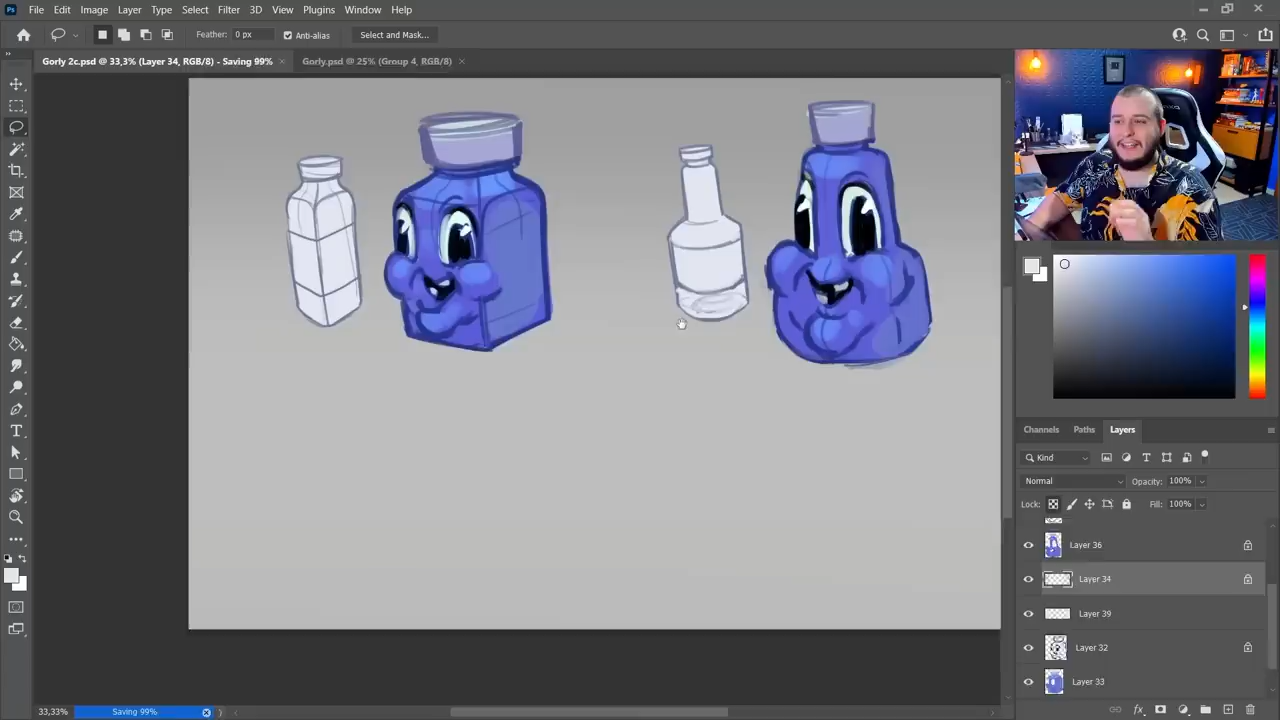 Ps File Edit Image Layer Type Select Filter 3D View Plugins Window Help
Feather: 0 px Anti-alias Select and Mask...
Gorly 2c.psd @ 33,3% (Layer 34, RGB/8) - Saving 99% Gorly.psd @ 25% (Group 4, RGB/8)
Channels Paths Layers
Kind
Normal Opacity: 100%
Lock: Fill: 100%
Layer 36
Layer 34
Layer 39
Layer 32
Layer 33
33,33% Saving 99%